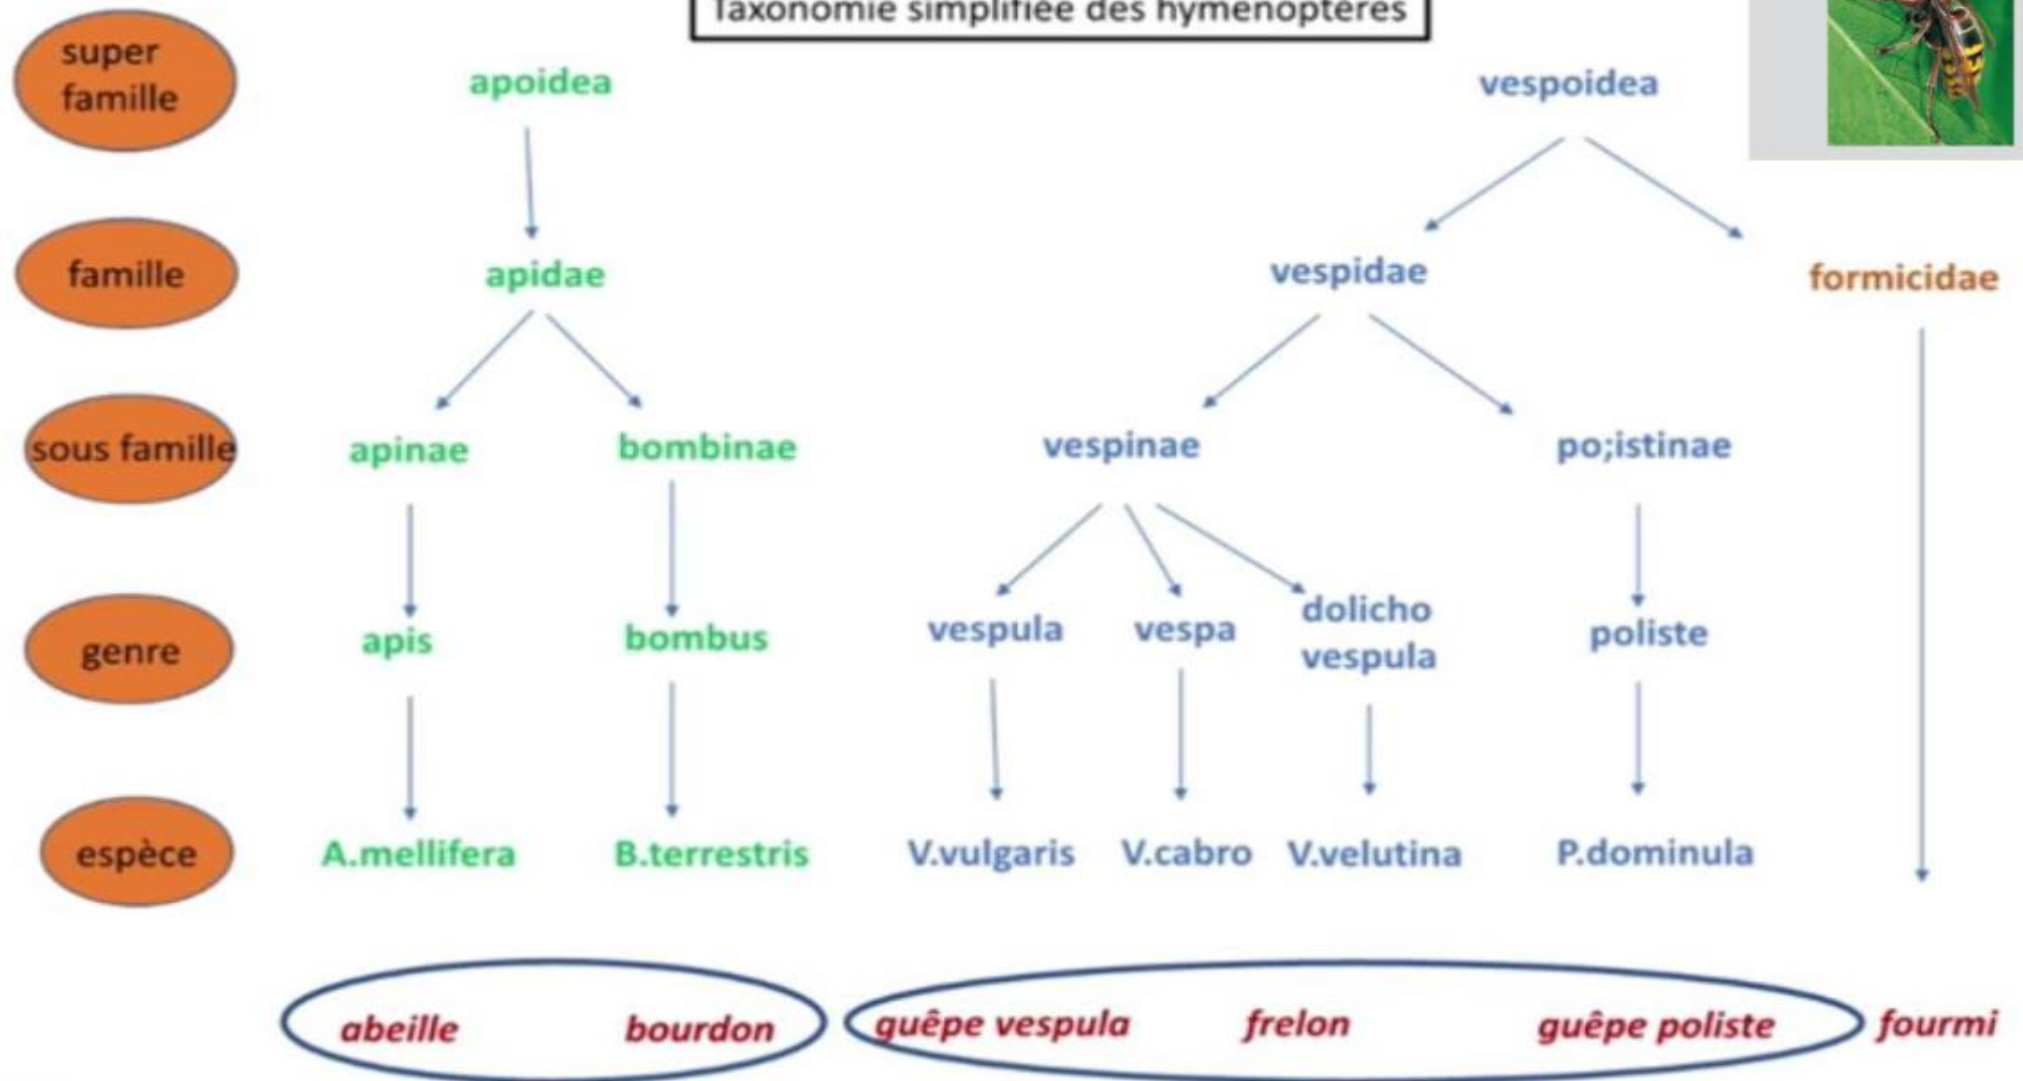 Taxonomie simplifiée des hyménoptères
super
famille
apoidea
vespoidea
famille
apidae
vespidae
formicidae
sous famille
apinae
bombinae
vespinae
po;istinae
genre
apis
bombus
vespula
vespa
dolicho
vespula
poliste
espèce
A.mellifera
B.terrestris
V.vulgaris
V.cabro
V.velutina
P.dominula
abeille
bourdon
guêpe vespula
frelon
guêpe poliste
fourmi